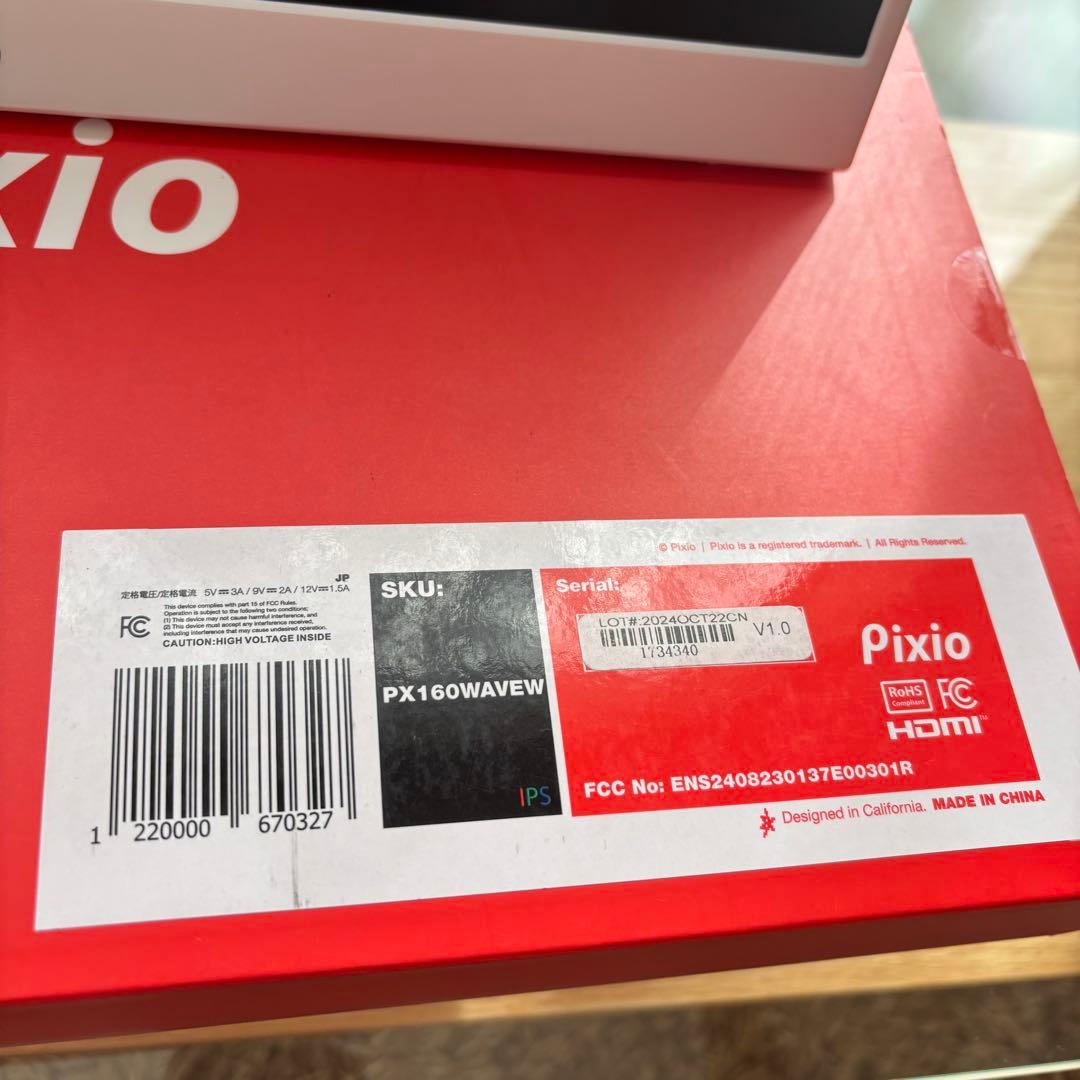 xio
© Pixio | Pixio is a registered trademark. | All Rights Reserved.
JP
定格電圧/定格電流 5V⎓3A / 9V⎓2A / 12V⎓1.5A
FC
This device complies with part 15 of FCC Rules.
Operation is subject to the following two conditions;
(1) This device may not cause harmful interference, and
(2) This device must accept any interference received,
including interference that may cause undesired operation.
CAUTION:HIGH VOLTAGE INSIDE
1 220000 670327
SKU:
PX160WAVEW
IPS
Serial:
LOT#:2024OCT22CN
V1.0
1734340
Pixio
RoHS
Compliant
FC
HDMI™
FCC No: ENS2408230137E00301R
Designed in California. MADE IN CHINA